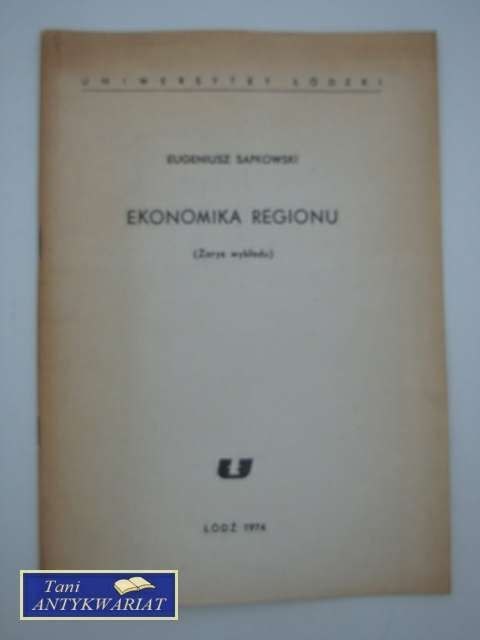 UNIWERSYTET ŁÓDZKI
EUGENIUSZ SAPKOWSKI
EKONOMIKA REGIONU
(Zarys wykładu)
ŁÓDŹ 1974
Tani
ANTYKWARIAT